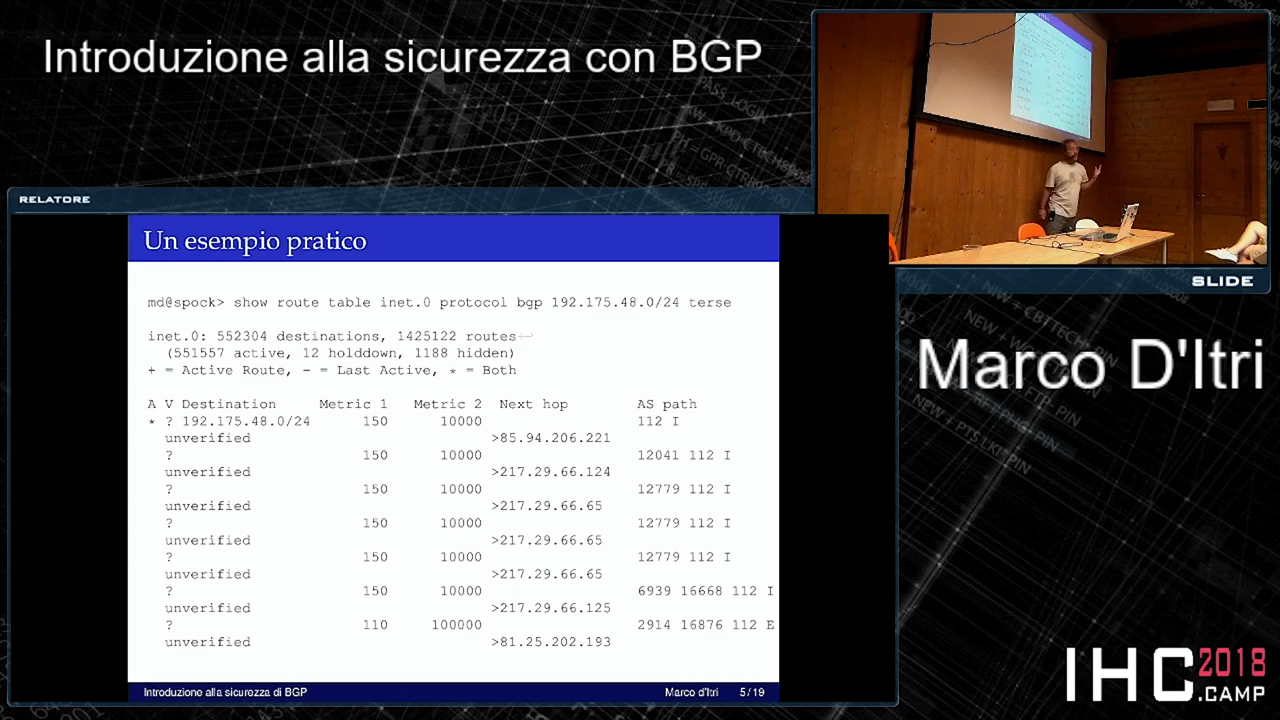 Introduzione alla sicurezza con BGP
RELATORE
Un esempio pratico
md@spock> show route table inet.0 protocol bgp 192.175.48.0/24 terse
inet.0: 552304 destinations, 1425122 routes↩
(551557 active, 12 holddown, 1188 hidden)
+ = Active Route, - = Last Active, * = Both
A V Destination Metric 1 Metric 2 Next hop AS path
* ? 192.175.48.0/24 150 10000 112 I
unverified >85.94.206.221
? 150 10000 12041 112 I
unverified >217.29.66.124
? 150 10000 12779 112 I
unverified >217.29.66.65
? 150 10000 12779 112 I
unverified >217.29.66.65
? 150 10000 12779 112 I
unverified >217.29.66.65
? 150 10000 6939 16668 112 I
unverified >217.29.66.125
? 110 100000 2914 16876 112 E
unverified >81.25.202.193
Introduzione alla sicurezza di BGP Marco d'Itri 5/19
SLIDE
Marco D'Itri
IHC 2018
.CAMP